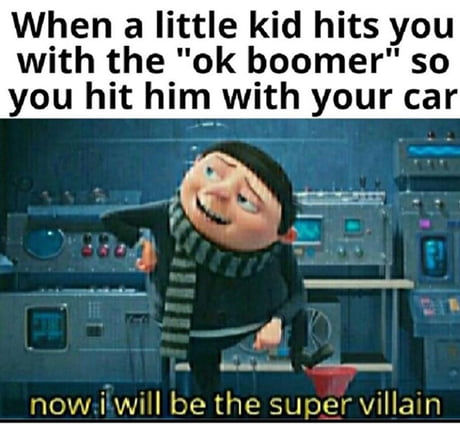 When a little kid hits you
with the "ok boomer" so
you hit him with your car
now i will be the super villain